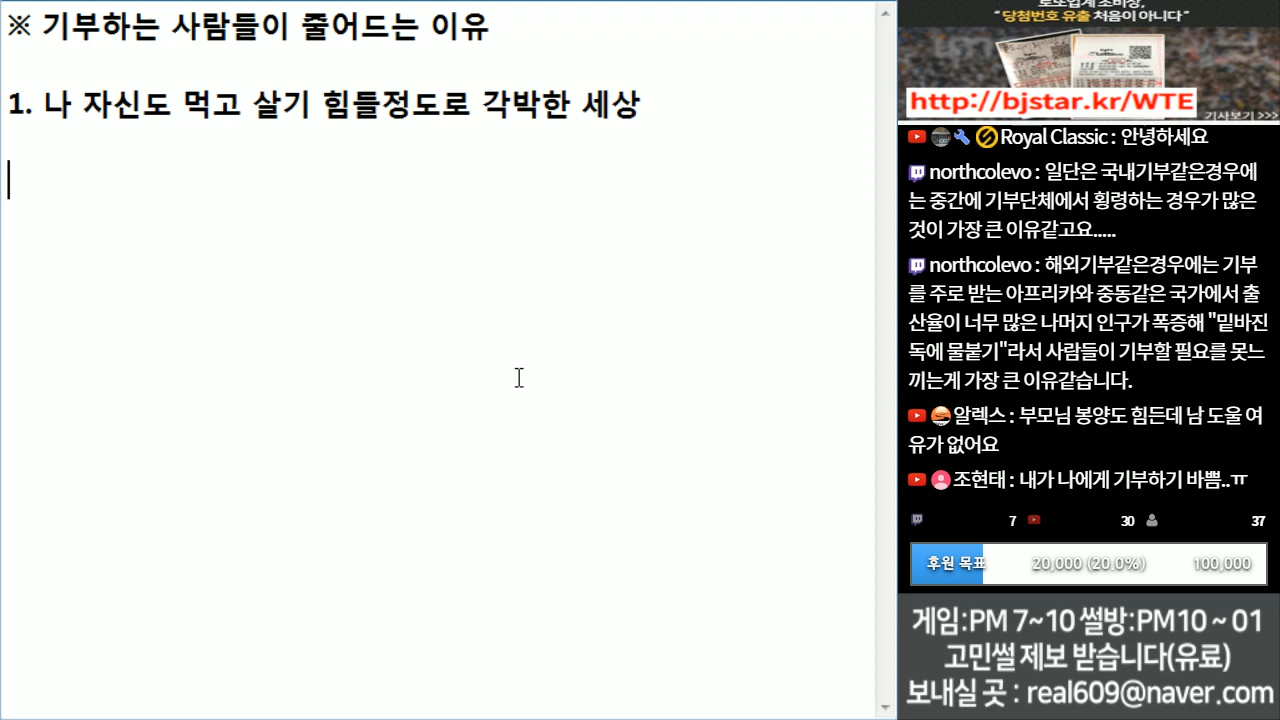 ※ 기부하는 사람들이 줄어드는 이유
1. 나 자신도 먹고 살기 힘들정도로 각박한 세상
"당첨번호 유출 처음이 아니다"
http://bjstar.kr/WTE
기사보기 >>>
Royal Classic : 안녕하세요
northcolevo : 일단은 국내기부같은경우에
는 중간에 기부단체에서 횡령하는 경우가 많은
것이 가장 큰 이유같고요.....
northcolevo : 해외기부같은경우에는 기부
를 주로 받는 아프리카와 중동같은 국가에서 출
산율이 너무 많은 나머지 인구가 폭증해 "밑바진
독에 물붙기"라서 사람들이 기부할 필요를 못느
끼는게 가장 큰 이유같습니다.
알렉스 : 부모님 봉양도 힘든데 남 도울 여
유가 없어요
조현태 : 내가 나에게 기부하기 바쁨..ㅠ
7 30 37
후원 목표 20,000 (20.0%) 100,000
게임:PM 7~10 썰방:PM10 ~ 01
고민썰 제보 받습니다(유료)
보내실 곳 : real609@naver.com